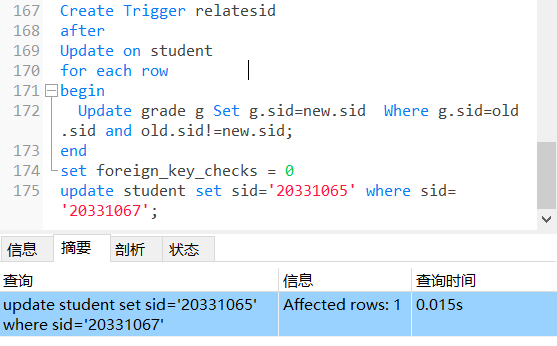 167 Create Trigger relatesid
168 after
169 Update on student
170 for each row
171 begin
172   Update grade g Set g.sid=new.sid  Where g.sid=old
.sid and old.sid!=new.sid;
173 end
174 set foreign_key_checks = 0
175 update student set sid='20331065' where sid=
'20331067';
信息 摘要 剖析 状态
查询 信息 查询时间
update student set sid='20331065' Affected rows: 1 0.015s
where sid='20331067'